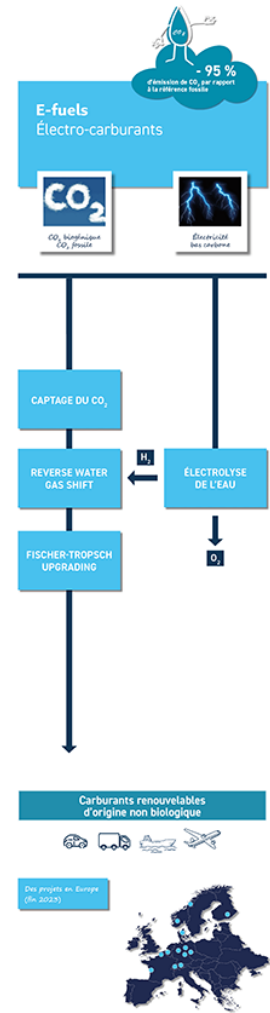 CO₂
- 95 %
d'émission de CO₂ par rapport
à la référence fossile
E-fuels
Électro-carburants
CO₂
CO₂ biogénique
CO₂ fossile
Électricité
bas carbone
CAPTAGE DU CO₂
REVERSE WATER
GAS SHIFT
H₂
ÉLECTROLYSE
DE L'EAU
FISCHER-TROPSCH
UPGRADING
O₂
Carburants renouvelables
d'origine non biologique
Des projets en Europe
(fin 2023)